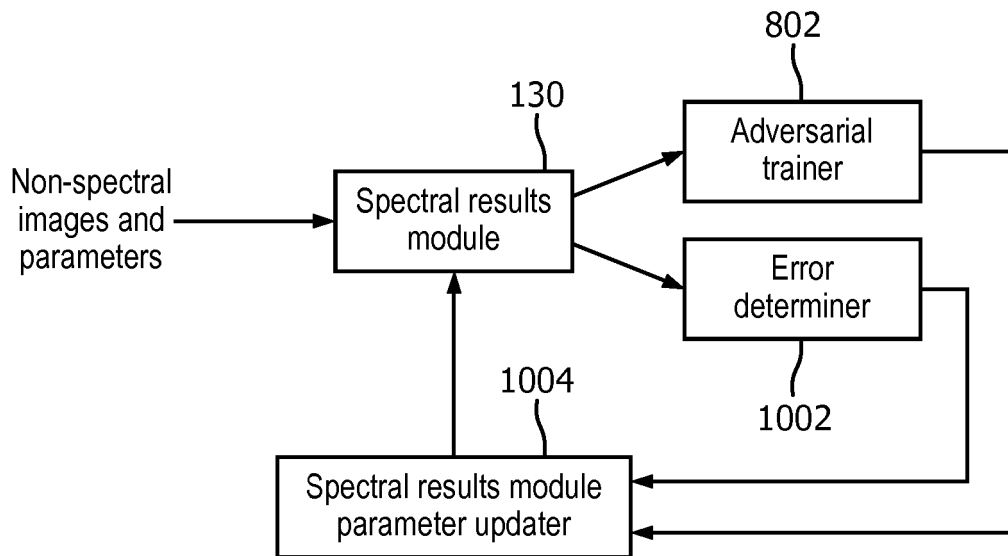 802
130
Adversarial
trainer
Non-spectral
images and
parameters
Spectral results
module
Error
determiner
1004
1002
Spectral results module
parameter updater